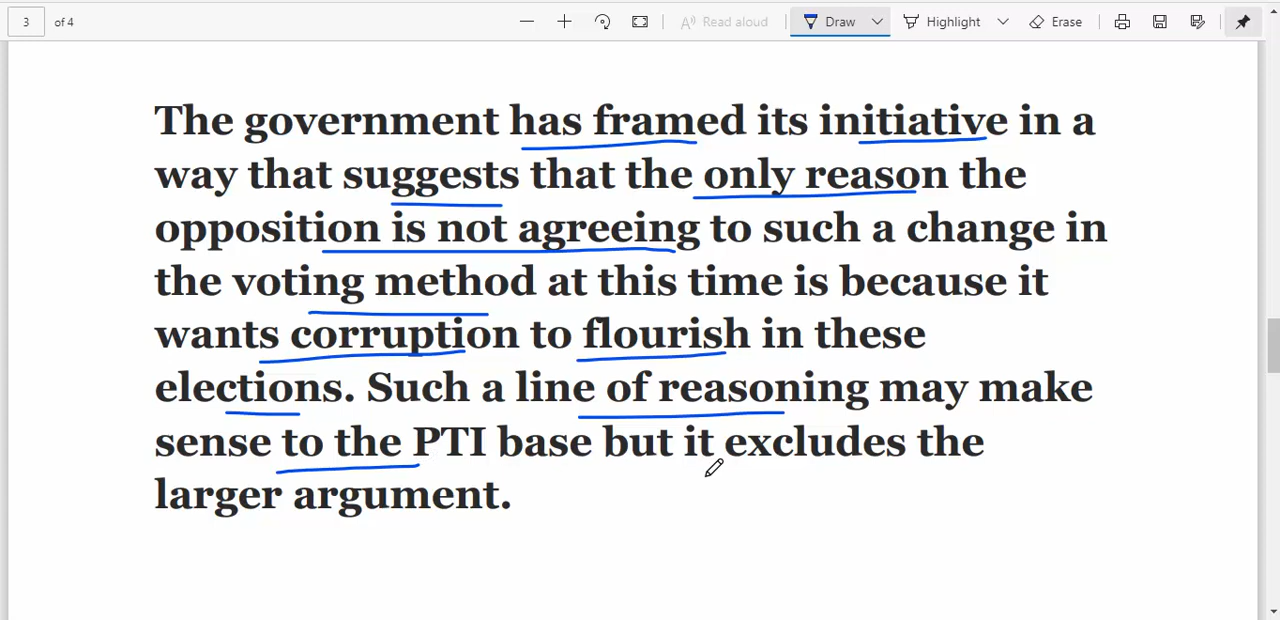 3 of 4 Read aloud Draw Highlight Erase
The government has framed its initiative in a
way that suggests that the only reason the
opposition is not agreeing to such a change in
the voting method at this time is because it
wants corruption to flourish in these
elections. Such a line of reasoning may make
sense to the PTI base but it excludes the
larger argument.